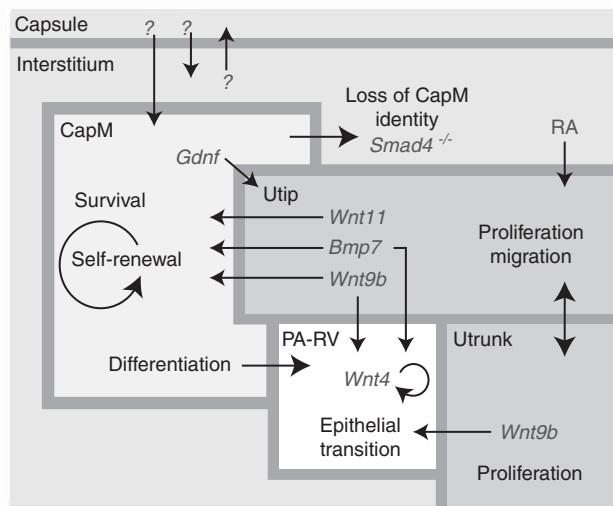 Capsule
? ?
Interstitium
?
CapM
Loss of CapM
identity
Smad4 -/-
RA
Gdnf
Utip
Survival
Wnt11
Self-renewal
Bmp7
Proliferation
migration
Wnt9b
PA-RV
Utrunk
Differentiation
Wnt4
Epithelial
transition
Wnt9b
Proliferation